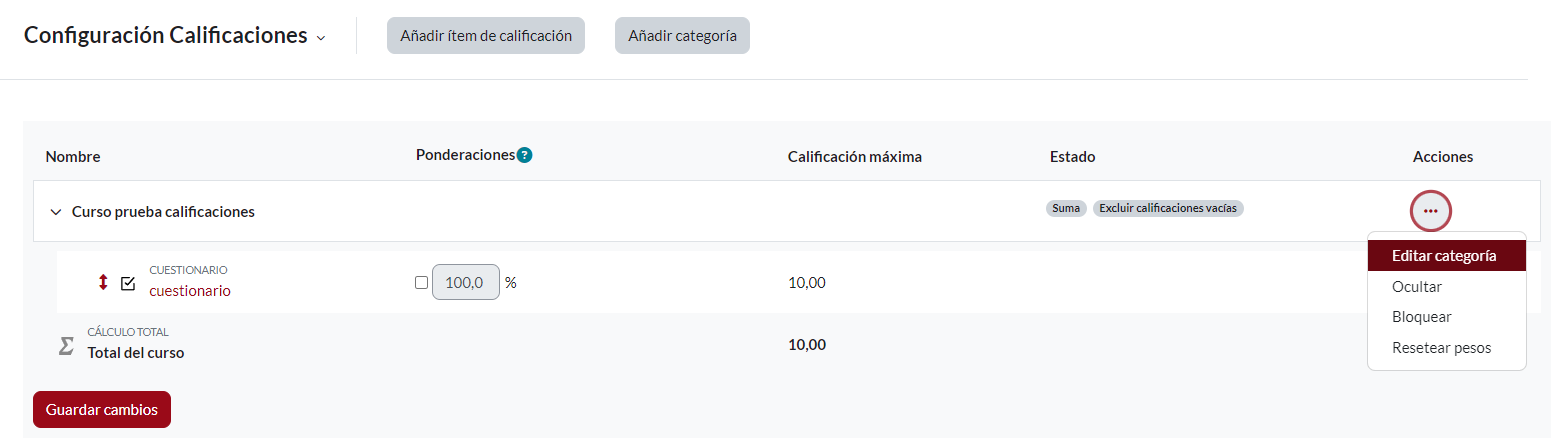 Configuración Calificaciones
Añadir ítem de calificación
Añadir categoría
Nombre
Ponderaciones ?
Calificación máxima
Estado
Acciones
Curso prueba calificaciones
Suma
Excluir calificaciones vacías
CUESTIONARIO
cuestionario
100,0 %
10,00
CÁLCULO TOTAL
Total del curso
10,00
Editar categoría
Ocultar
Bloquear
Resetear pesos
Guardar cambios